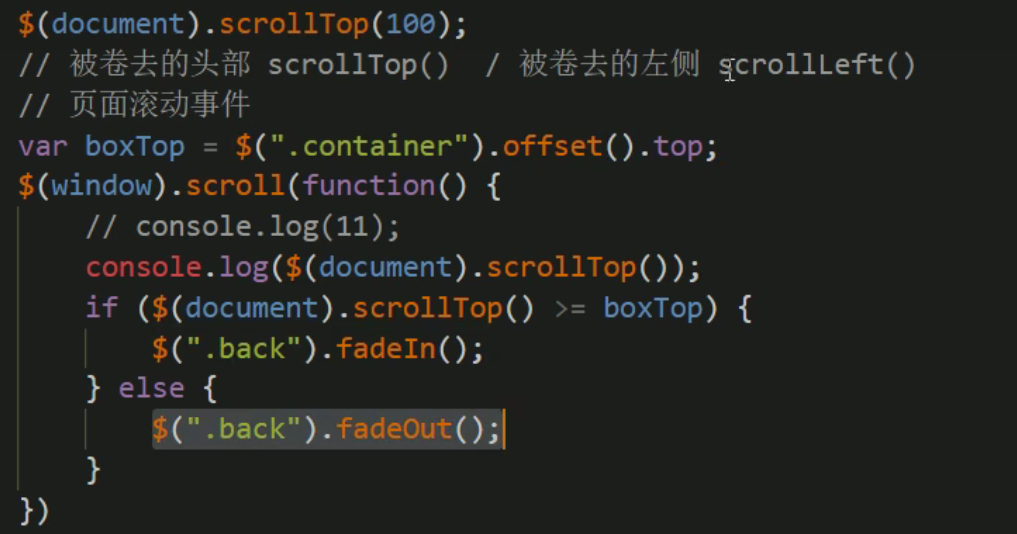 $(document).scrollTop(100);
// 被卷去的头部 scrollTop()  / 被卷去的左侧 scrollLeft()
// 页面滚动事件
var boxTop = $(".container").offset().top;
$(window).scroll(function() {
    // console.log(11);
    console.log($(document).scrollTop());
    if ($(document).scrollTop() >= boxTop) {
        $(".back").fadeIn();
    } else {
        $(".back").fadeOut();
    }
})